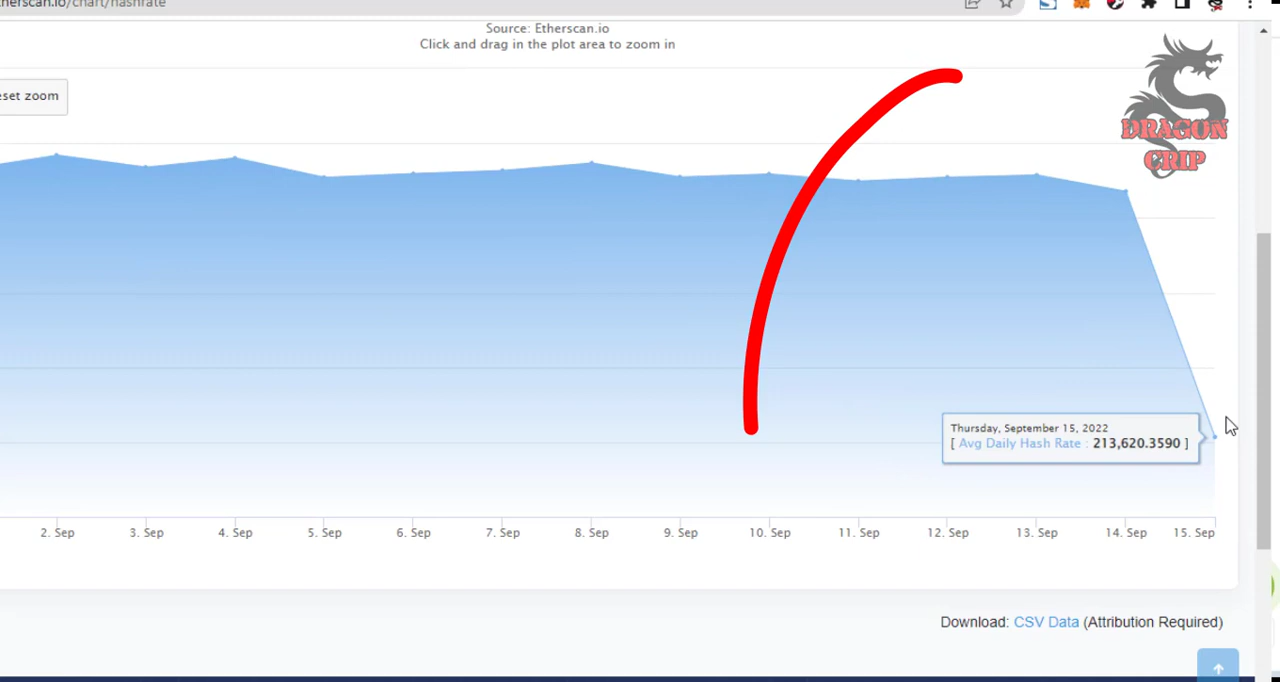 therscan.io/chart/hashrate
Source: Etherscan.io
Click and drag in the plot area to zoom in
eset zoom
DRAGON
CRIP
Thursday, September 15, 2022
[ Avg Daily Hash Rate : 213,620.3590 ]
2. Sep 3. Sep 4. Sep 5. Sep 6. Sep 7. Sep 8. Sep 9. Sep 10. Sep 11. Sep 12. Sep 13. Sep 14. Sep 15. Sep
Download: CSV Data (Attribution Required)